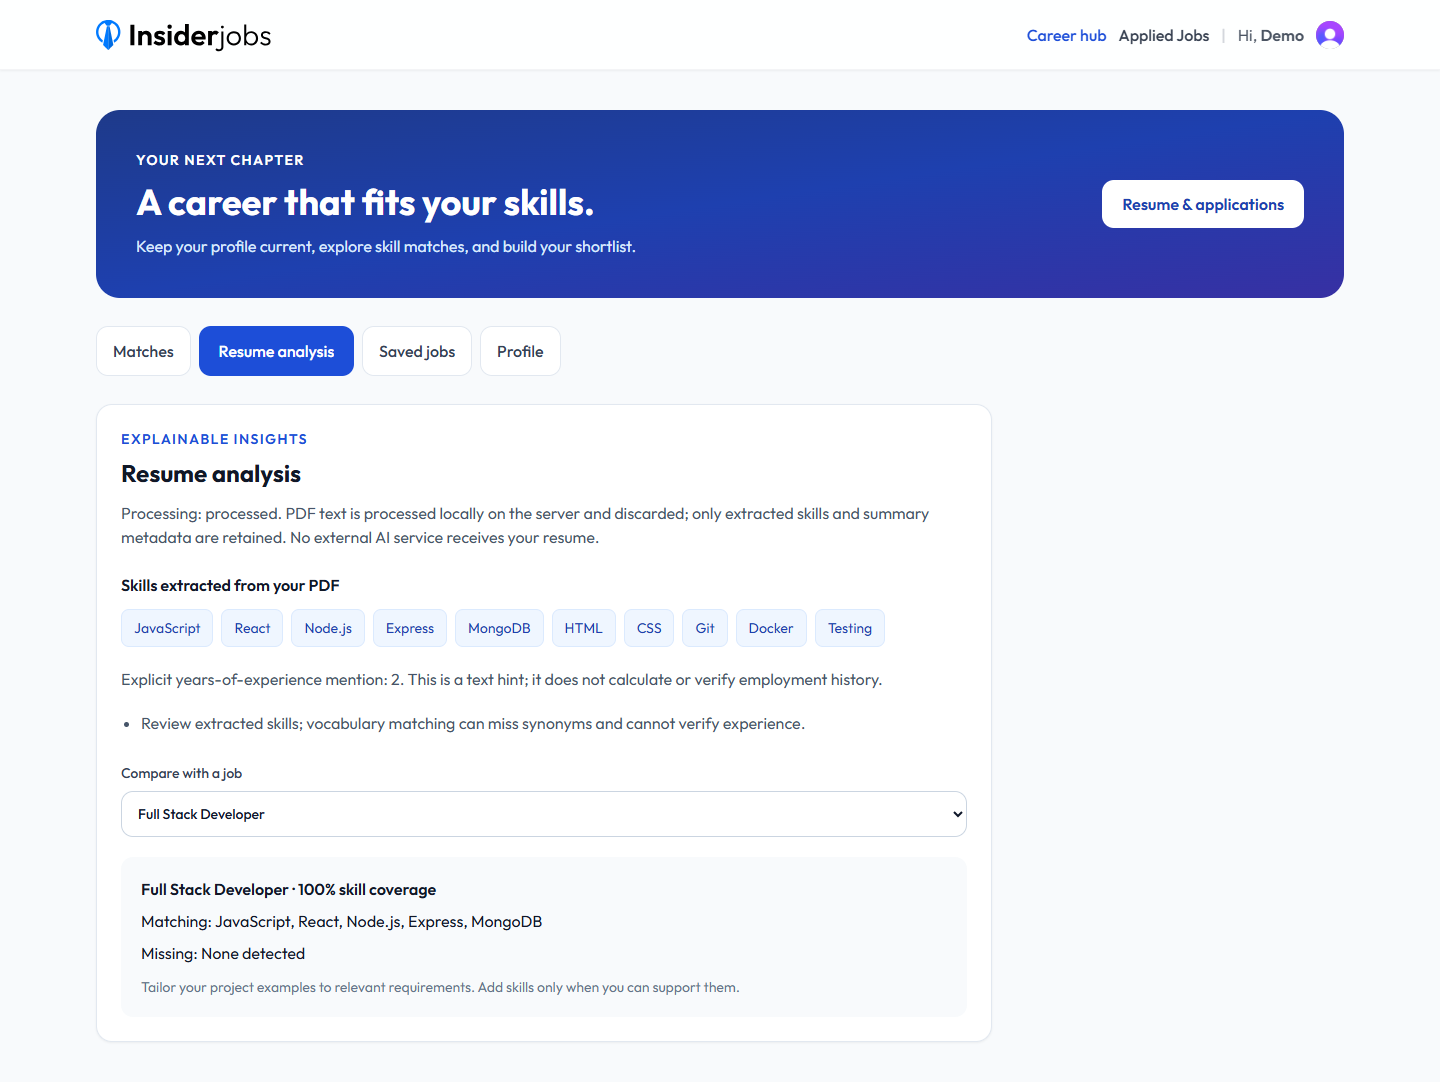 Insiderjobs
Career hub Applied Jobs | Hi, Demo
YOUR NEXT CHAPTER
A career that fits your skills.
Keep your profile current, explore skill matches, and build your shortlist.
Resume & applications
Matches Resume analysis Saved jobs Profile
EXPLAINABLE INSIGHTS
Resume analysis
Processing: processed. PDF text is processed locally on the server and discarded; only extracted skills and summary
metadata are retained. No external AI service receives your resume.
Skills extracted from your PDF
JavaScript React Node.js Express MongoDB HTML CSS Git Docker Testing
Explicit years-of-experience mention: 2. This is a text hint; it does not calculate or verify employment history.
• Review extracted skills; vocabulary matching can miss synonyms and cannot verify experience.
Compare with a job
Full Stack Developer
Full Stack Developer · 100% skill coverage
Matching: JavaScript, React, Node.js, Express, MongoDB
Missing: None detected
Tailor your project examples to relevant requirements. Add skills only when you can support them.